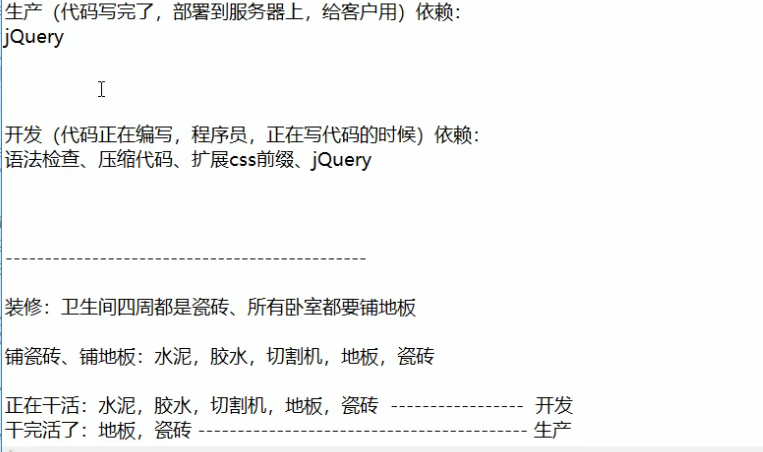 生产（代码写完了，部署到服务器上，给客户用）依赖：
jQuery
开发（代码正在编写，程序员，正在写代码的时候）依赖：
语法检查、压缩代码、扩展css前缀、jQuery
--------------------------------------------
装修：卫生间四周都是瓷砖、所有卧室都要铺地板
铺瓷砖、铺地板：水泥，胶水，切割机，地板，瓷砖
正在干活：水泥，胶水，切割机，地板，瓷砖 ----------------- 开发
干完活了：地板，瓷砖 ------------------------------------------ 生产